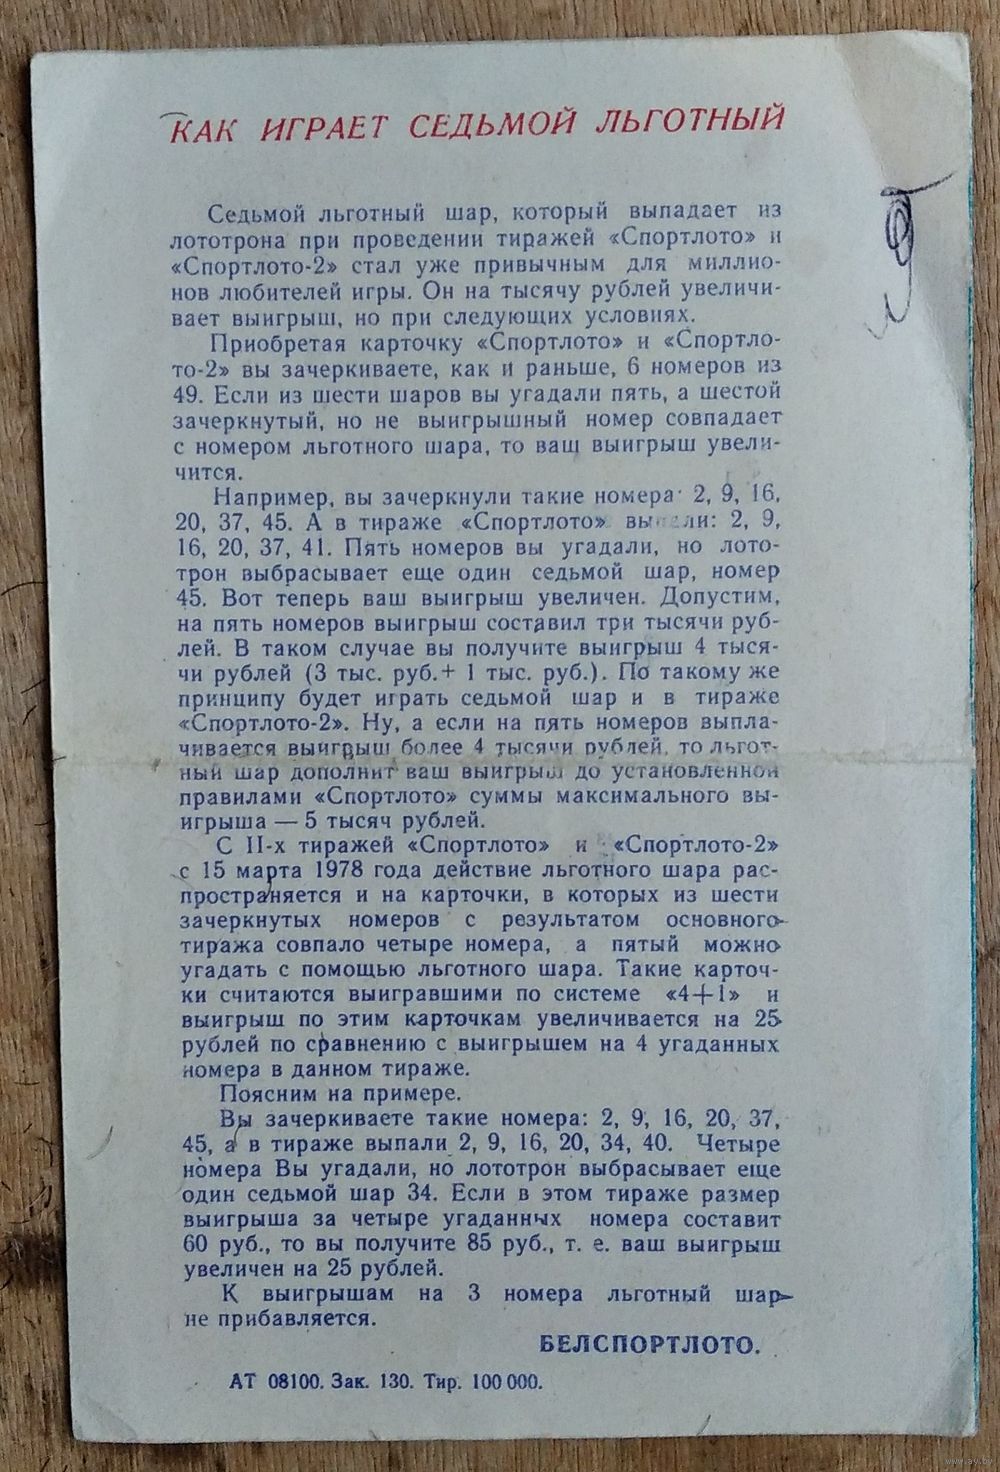 КАК ИГРАЕТ СЕДЬМОЙ ЛЬГОТНЫЙ
Седьмой льготный шар, который выпадает из
лототрона при проведении тиражей «Спортлото» и
«Спортлото-2» стал уже привычным для миллио-
нов любителей игры. Он на тысячу рублей увеличи-
вает выигрыш, но при следующих условиях.
Приобретая карточку «Спортлото» и «Спортло-
то-2» вы зачеркиваете, как и раньше, 6 номеров из
49. Если из шести шаров вы угадали пять, а шестой
зачеркнутый, но не выигрышный номер совпадает
с номером льготного шара, то ваш выигрыш увели-
чится.
Например, вы зачеркнули такие номера: 2, 9, 16,
20, 37, 45. А в тираже «Спортлото» выпали: 2, 9,
16, 20, 37, 41. Пять номеров вы угадали, но лото-
трон выбрасывает еще один седьмой шар, номер
45. Вот теперь ваш выигрыш увеличен. Допустим,
на пять номеров выигрыш составил три тысячи руб-
лей. В таком случае вы получите выигрыш 4 тыся-
чи рублей (3 тыс. руб.+ 1 тыс. руб.). По такому же
принципу будет играть седьмой шар и в тираже
«Спортлото-2». Ну, а если на пять номеров выпла-
чивается выигрыш более 4 тысячи рублей, то льгот-
ный шар дополнит ваш выигрыш до установленной
правилами «Спортлото» суммы максимального вы-
игрыша — 5 тысяч рублей.
С 11-х тиражей «Спортлото» и «Спортлото-2»
с 15 марта 1978 года действие льготного шара рас-
пространяется и на карточки, в которых из шести
зачеркнутых номеров с результатом основного
тиража совпало четыре номера, а пятый можно
угадать с помощью льготного шара. Такие карточ-
ки считаются выигравшими по системе «4+1» и
выигрыш по этим карточкам увеличивается на 25
рублей по сравнению с выигрышем на 4 угаданных
номера в данном тираже.
Поясним на примере.
Вы зачеркиваете такие номера: 2, 9, 16, 20, 37,
45, а в тираже выпали 2, 9, 16, 20, 34, 40. Четыре
номера Вы угадали, но лототрон выбрасывает еще
один седьмой шар 34. Если в этом тираже размер
выигрыша за четыре угаданных номера составит
60 руб., то вы получите 85 руб., т. е. ваш выигрыш
увеличен на 25 рублей.
К выигрышам на 3 номера льготный шар
не прибавляется.
БЕЛСПОРТЛОТО.
АТ 08100. Зак. 130. Тир. 100 000.
www.ay.by